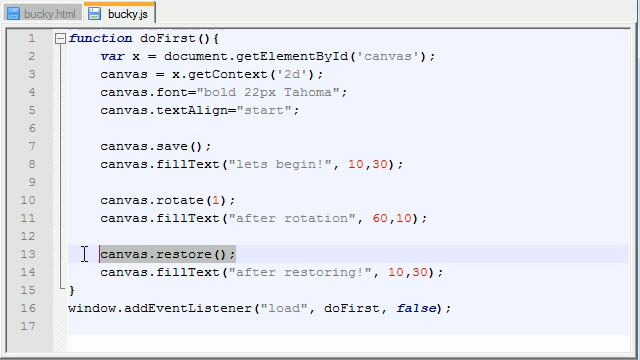 bucky.html bucky.js
1 function doFirst(){
2 var x = document.getElementById('canvas');
3 canvas = x.getContext('2d');
4 canvas.font="bold 22px Tahoma";
5 canvas.textAlign="start";
6
7 canvas.save();
8 canvas.fillText("lets begin!", 10,30);
9
10 canvas.rotate(1);
11 canvas.fillText("after rotation", 60,10);
12
13 canvas.restore();
14 canvas.fillText("after restoring!", 10,30);
15 }
16 window.addEventListener("load", doFirst, false);
17